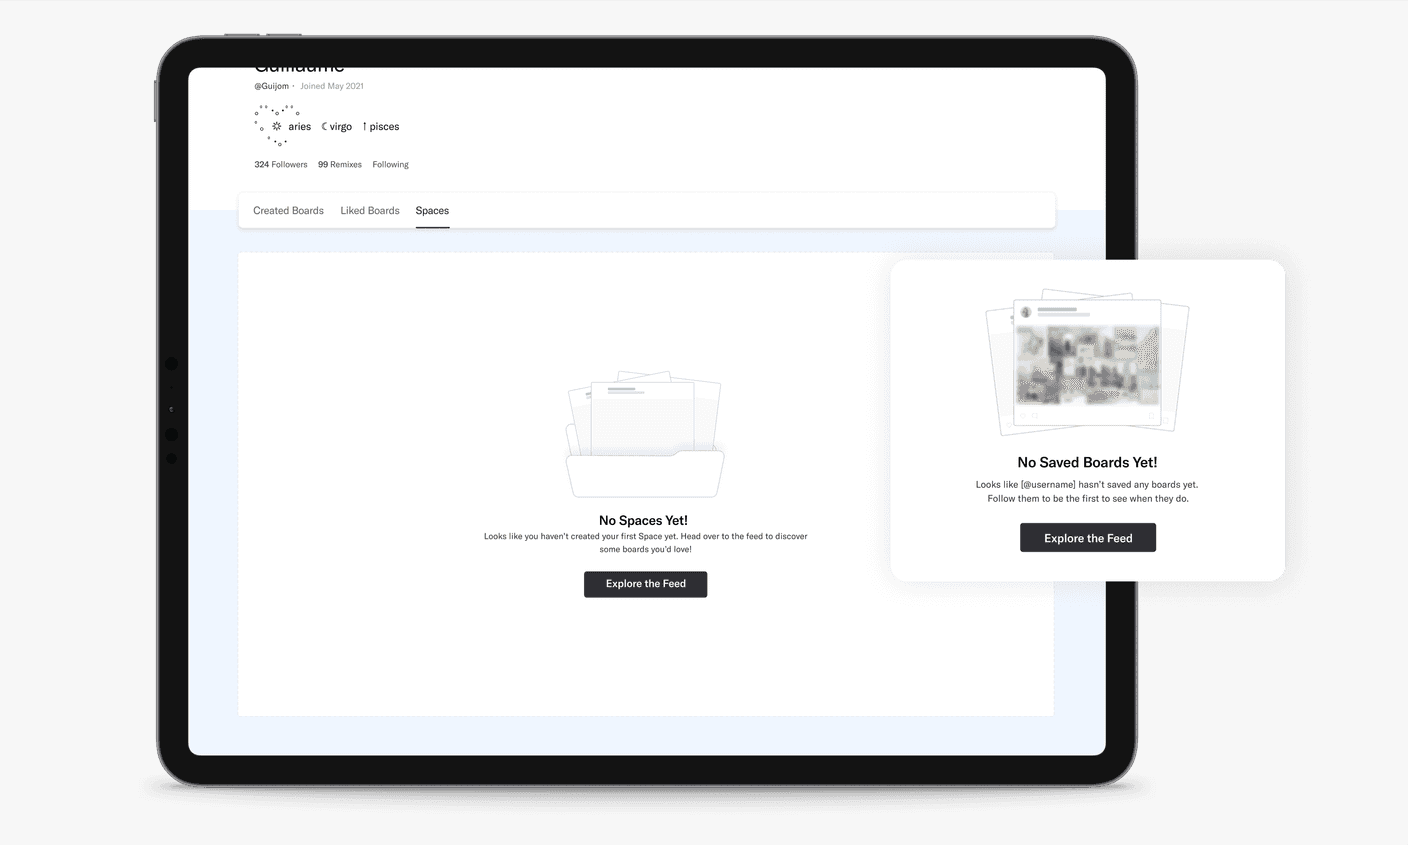 Guillaume
@Guijom · Joined May 2021
aries virgo pisces
324 Followers 99 Remixes Following
Created Boards Liked Boards Spaces
No Spaces Yet!
Looks like you haven't created your first Space yet. Head over to the feed to discover
some boards you'd love!
Explore the Feed
No Saved Boards Yet!
Looks like [@username] hasn't saved any boards yet.
Follow them to be the first to see when they do.
Explore the Feed